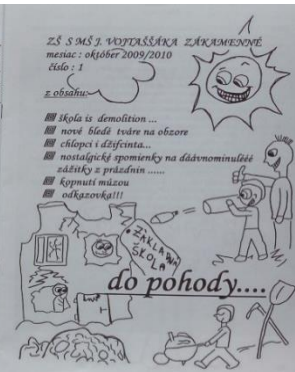 ZŠ S MŠ J. VOJTAŠŠÁKA ZÁKAMENNÉ
mesiac : október 2009/2010
číslo : 1
z obsahu:
škola is demolition ...
nové bledé tváre na obzore
chlopci i džifcinta...
nostalgické spomienky na dáávnominulééé
zážitky z prázdnin ......
kopnutí múzou
odkazovka!!!
ZÁKLADNÁ
ŠKOLA
do pohody....